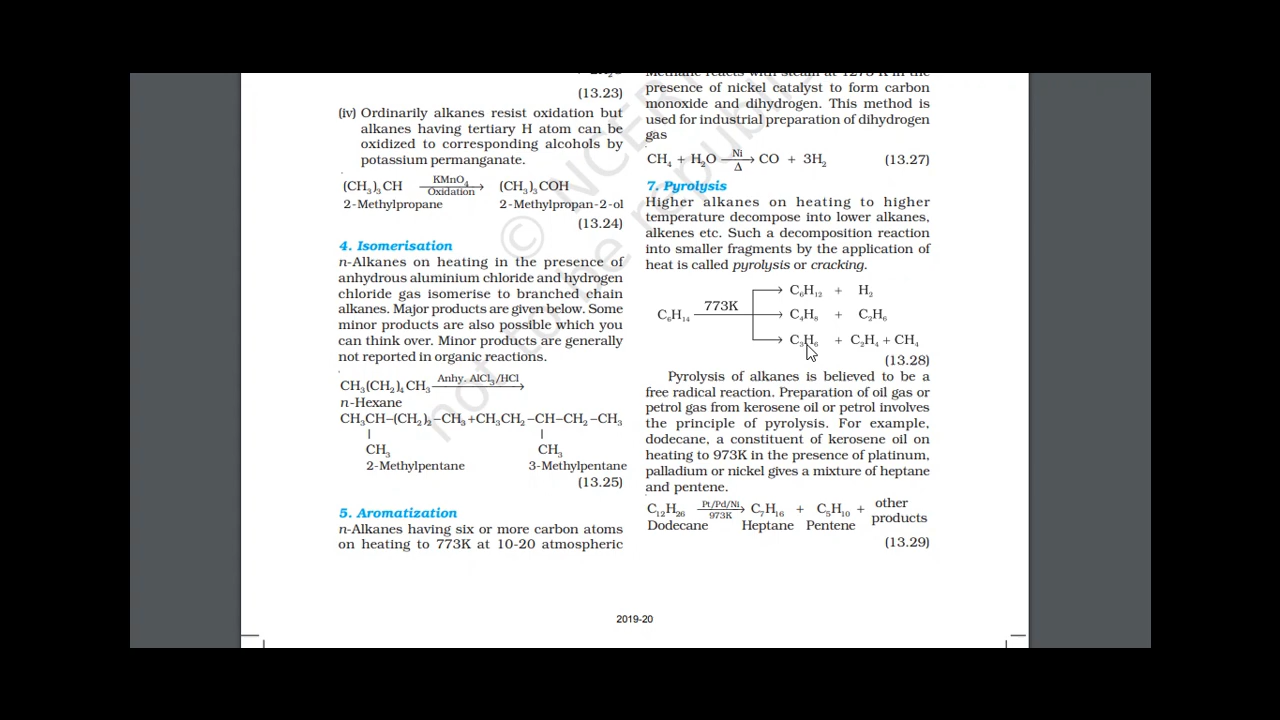 + 2H₂O
(13.23)
(iv) Ordinarily alkanes resist oxidation but
alkanes having tertiary H atom can be
oxidized to corresponding alcohols by
potassium permanganate.
(CH₃)₃CH KMnO₄ Oxidation → (CH₃)₃COH
2-Methylpropane 2-Methylpropan-2-ol
(13.24)
4. Isomerisation
n-Alkanes on heating in the presence of
anhydrous aluminium chloride and hydrogen
chloride gas isomerise to branched chain
alkanes. Major products are given below. Some
minor products are also possible which you
can think over. Minor products are generally
not reported in organic reactions.
CH₃(CH₂)₄CH₃ Anhy. AlCl₃/HCl →
n-Hexane
CH₃CH–(CH₂)₂–CH₃ +CH₃CH₂ –CH–CH₂ –CH₃
| |
CH₃ CH₃
2-Methylpentane 3-Methylpentane
(13.25)
5. Aromatization
n-Alkanes having six or more carbon atoms
on heating to 773K at 10-20 atmospheric
Methane reacts with steam at 1273 K in the
presence of nickel catalyst to form carbon
monoxide and dihydrogen. This method is
used for industrial preparation of dihydrogen
gas
CH₄ + H₂O Ni Δ → CO + 3H₂ (13.27)
7. Pyrolysis
Higher alkanes on heating to higher
temperature decompose into lower alkanes,
alkenes etc. Such a decomposition reaction
into smaller fragments by the application of
heat is called pyrolysis or cracking.
→ C₆H₁₂ + H₂
C₆H₁₄ 773K → C₄H₈ + C₂H₆
→ C₃H₆ + C₂H₄ + CH₄
(13.28)
Pyrolysis of alkanes is believed to be a
free radical reaction. Preparation of oil gas or
petrol gas from kerosene oil or petrol involves
the principle of pyrolysis. For example,
dodecane, a constituent of kerosene oil on
heating to 973K in the presence of platinum,
palladium or nickel gives a mixture of heptane
and pentene.
C₁₂H₂₆ Pt/Pd/Ni 973K → C₇H₁₆ + C₅H₁₀ + other products
Dodecane Heptane Pentene
(13.29)
2019-20
© NCERT
not to be republi